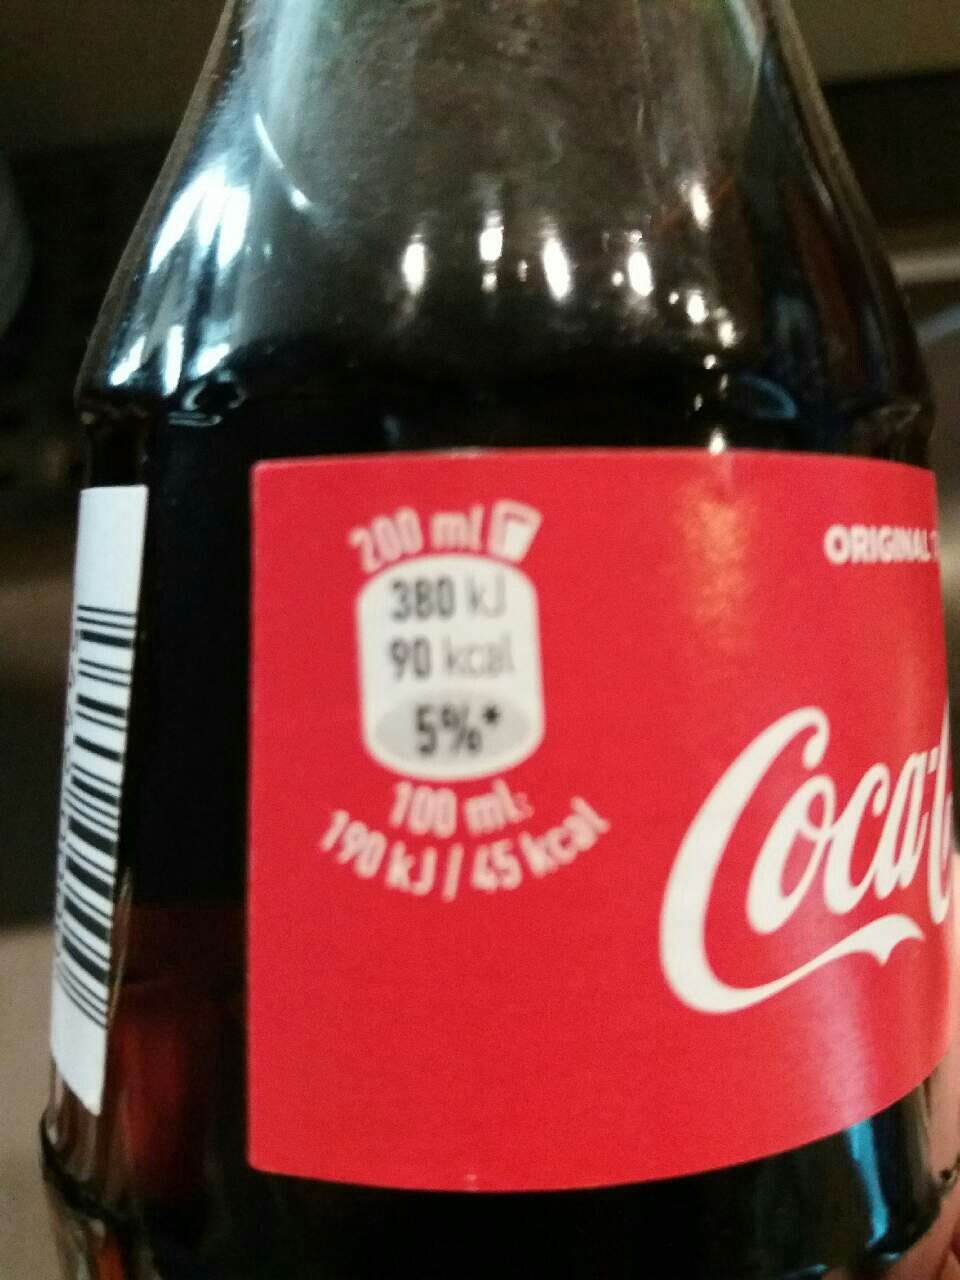 200 ml
380 kJ
90 kcal
5%*
100 ml:
190 kJ / 45 kcal
ORIGINAL
Coca-C